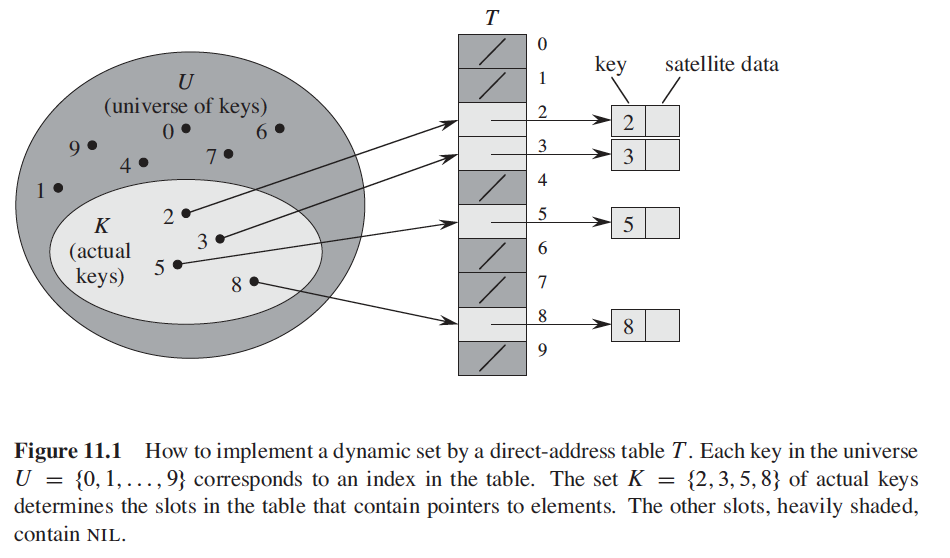 T
U
(universe of keys)
0
6
9
4
7
1
K
(actual
keys)
2
3
5
8
0
1
2
3
4
5
6
7
8
9
key
satellite data
2
3
5
8
Figure 11.1 How to implement a dynamic set by a direct-address table T. Each key in the universe
U = {0, 1, . . . , 9} corresponds to an index in the table. The set K = {2, 3, 5, 8} of actual keys
determines the slots in the table that contain pointers to elements. The other slots, heavily shaded,
contain NIL.